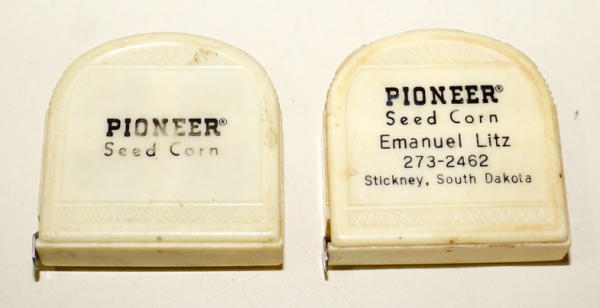 PIONEER®
Seed Corn
PIONEER®
Seed Corn
Emanuel Litz
273-2462
Stickney, South Dakota